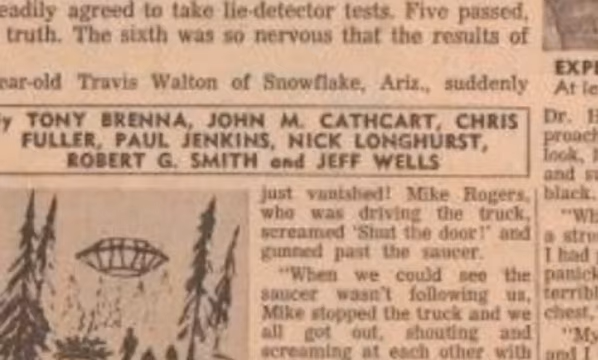 eadily agreed to take lie-detector tests. Five passed,
truth. The sixth was so nervous that the results of
ear-old Travis Walton of Snowflake, Ariz., suddenly
y TONY BRENNA, JOHN M. CATHCART, CHRIS
FULLER, PAUL JENKINS, NICK LONGHURST,
ROBERT G. SMITH and JEFF WELLS
just vanished! Mike Rogers,
who was driving the truck,
screamed 'Shut the door!' and
gunned past the saucer.
"When we could see the
saucer wasn't following us,
Mike stopped the truck and we
all got out, shouting and
screaming at each other with
EXPE
At le
Dr. H
proach
look,
and su
black.
"Wh
a stru
I had
panick
terribl
chest,"
"My
and I